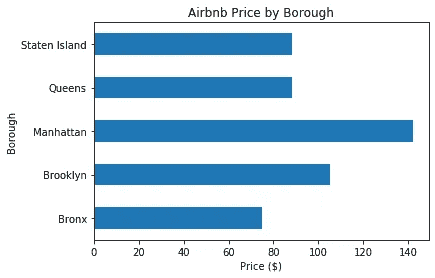 Airbnb Price by Borough
Staten Island
Queens
Manhattan
Brooklyn
Bronx
Borough
0 20 40 60 80 100 120 140
Price ($)